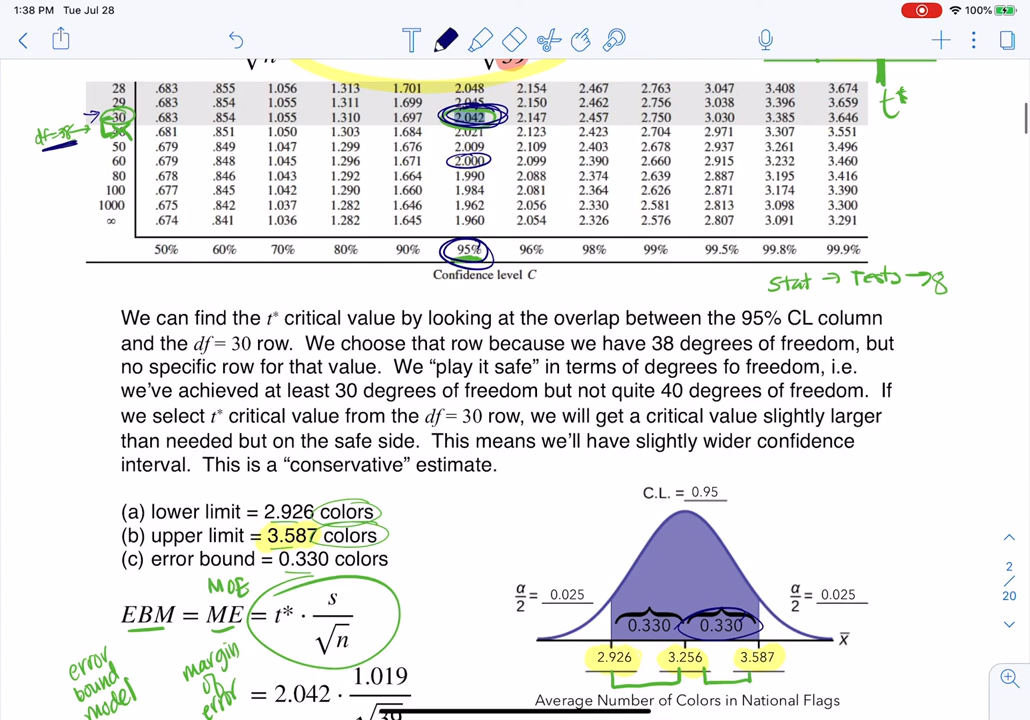 1:38 PM Tue Jul 28
100%
28 .683 .855 1.056 1.313 1.701 2.048 2.154 2.467 2.763 3.047 3.408 3.674
29 .683 .854 1.055 1.311 1.699 2.045 2.150 2.462 2.756 3.038 3.396 3.659
30 .683 .854 1.055 1.310 1.697 2.042 2.147 2.457 2.750 3.030 3.385 3.646
.681 .851 1.050 1.303 1.684 2.021 2.123 2.423 2.704 2.971 3.307 3.551
df=38
50 .679 .849 1.047 1.299 1.676 2.009 2.109 2.403 2.678 2.937 3.261 3.496
60 .679 .848 1.045 1.296 1.671 2.000 2.099 2.390 2.660 2.915 3.232 3.460
80 .678 .846 1.043 1.292 1.664 1.990 2.088 2.374 2.639 2.887 3.195 3.416
100 .677 .845 1.042 1.290 1.660 1.984 2.081 2.364 2.626 2.871 3.174 3.390
1000 .675 .842 1.037 1.282 1.646 1.962 2.056 2.330 2.581 2.813 3.098 3.300
∞ .674 .841 1.036 1.282 1.645 1.960 2.054 2.326 2.576 2.807 3.091 3.291
50% 60% 70% 80% 90% 95% 96% 98% 99% 99.5% 99.8% 99.9%
Confidence level C
t*
Stat → Tests → 8
We can find the t* critical value by looking at the overlap between the 95% CL column
and the df = 30 row. We choose that row because we have 38 degrees of freedom, but
no specific row for that value. We “play it safe” in terms of degrees fo freedom, i.e.
we’ve achieved at least 30 degrees of freedom but not quite 40 degrees of freedom. If
we select t* critical value from the df = 30 row, we will get a critical value slightly larger
than needed but on the safe side. This means we’ll have slightly wider confidence
interval. This is a “conservative” estimate.
(a) lower limit = 2.926 colors
(b) upper limit = 3.587 colors
(c) error bound = 0.330 colors
MOE
EBM = ME = t* · s / √n
error
bound
model
margin
of
error
= 2.042 · 1.019 / √39
C.L. = 0.95
α/2 = 0.025
α/2 = 0.025
0.330 0.330
x̄
2.926 3.256 3.587
Average Number of Colors in National Flags
2
/
20